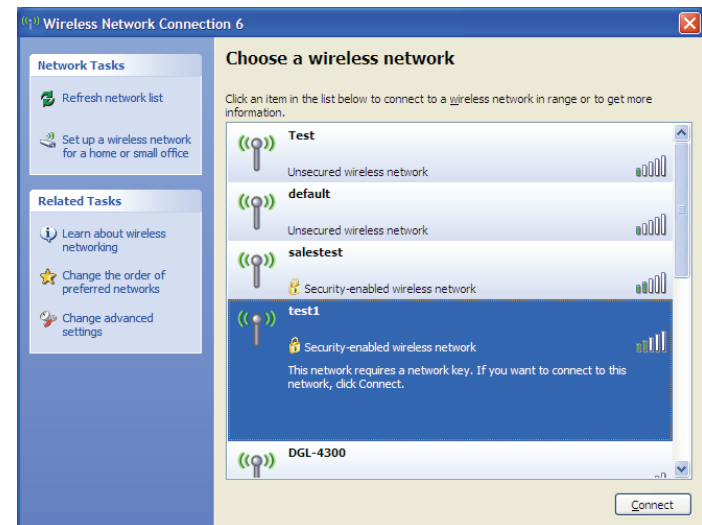 Wireless Network Connection 6
Network Tasks
Refresh network list
Set up a wireless network
for a home or small office
Related Tasks
Learn about wireless
networking
Change the order of
preferred networks
Change advanced
settings
Choose a wireless network
Click an item in the list below to connect to a wireless network in range or to get more
information.
Test
Unsecured wireless network
default
Unsecured wireless network
salestest
Security-enabled wireless network
test1
Security-enabled wireless network
This network requires a network key. If you want to connect to this
network, click Connect.
DGL-4300
Connect